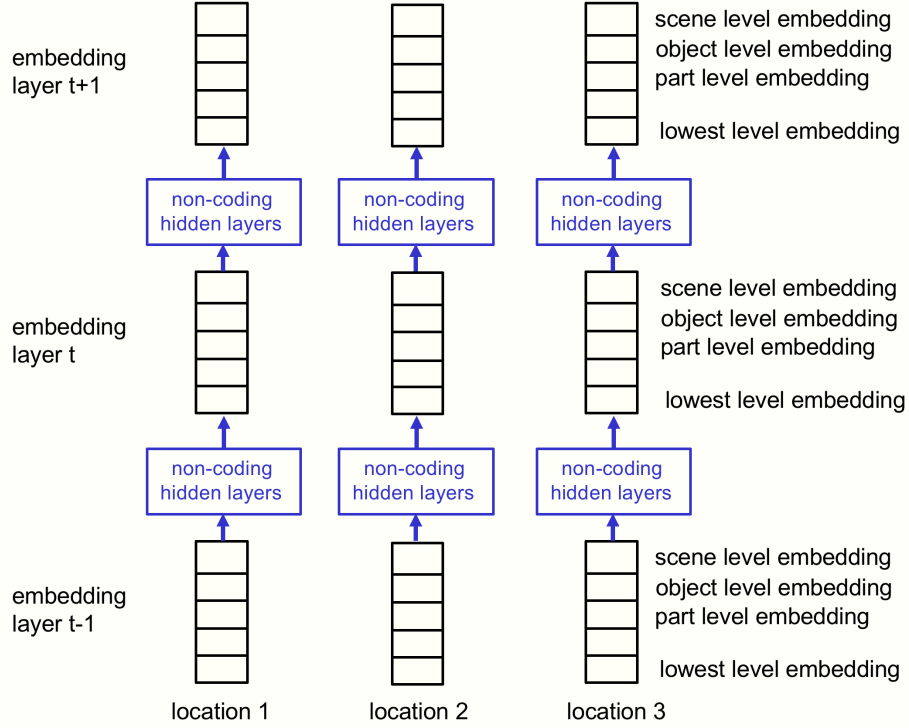 embedding
layer t+1
scene level embedding
object level embedding
part level embedding
lowest level embedding
non-coding
hidden layers
non-coding
hidden layers
non-coding
hidden layers
embedding
layer t
scene level embedding
object level embedding
part level embedding
lowest level embedding
non-coding
hidden layers
non-coding
hidden layers
non-coding
hidden layers
embedding
layer t-1
scene level embedding
object level embedding
part level embedding
lowest level embedding
location 1
location 2
location 3